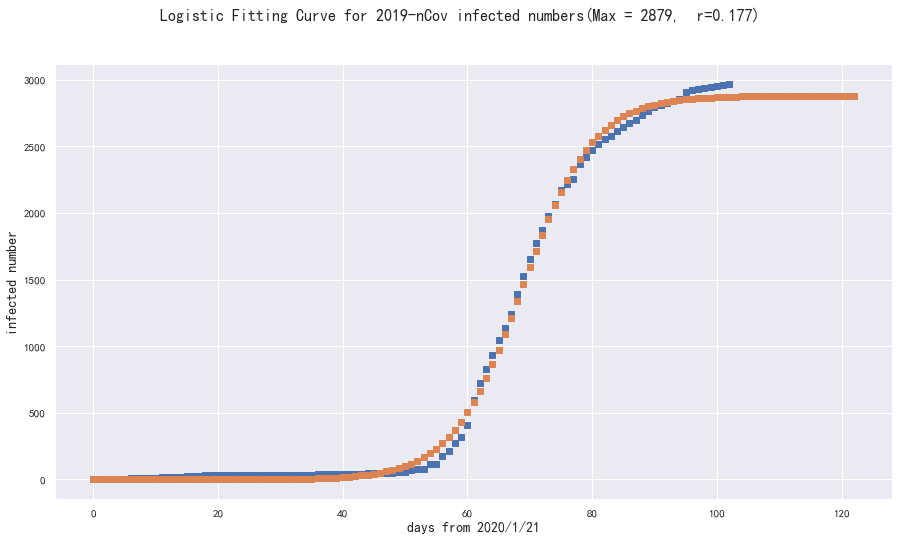 Logistic Fitting Curve for 2019-nCov infected numbers(Max = 2879,  r=0.177)
3000
2500
2000
1500
1000
500
0
infected number
0 20 40 60 80 100 120
days from 2020/1/21